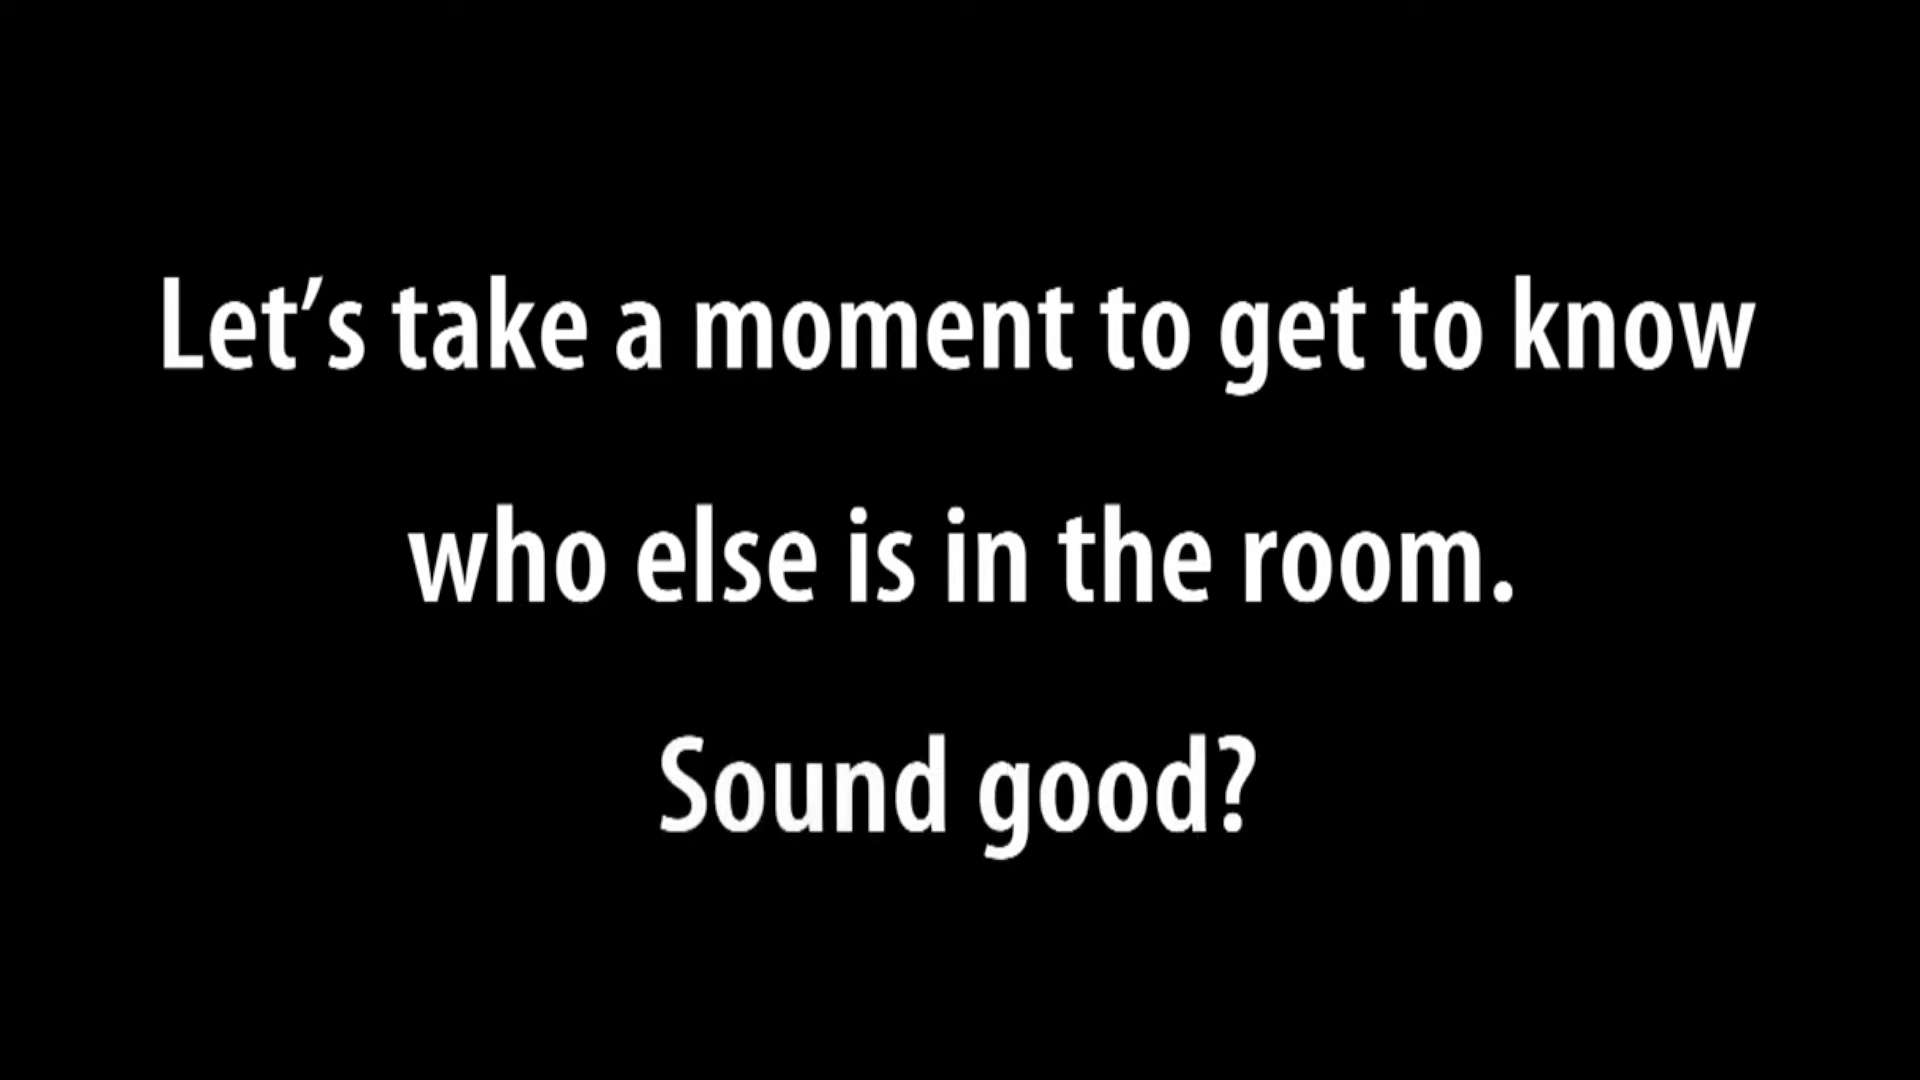 Let’s take a moment to get to know
who else is in the room.
Sound good?